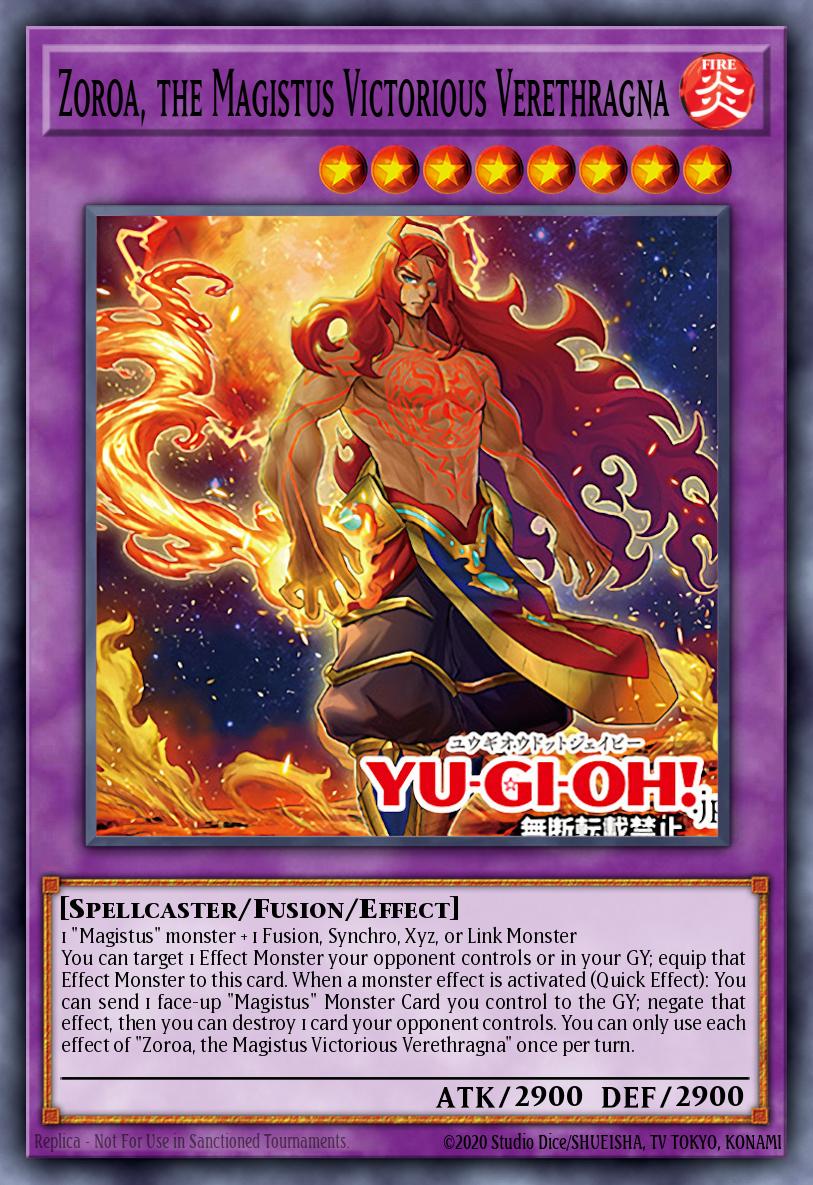 ZOROA, THE MAGISTUS VICTORIOUS VERETHRAGNA
FIRE
炎
ユウギオウドットジェイピー
YU-GI-OH!
.JP
無断転載禁止
[SPELLCASTER/FUSION/EFFECT]
1 "Magistus" monster + 1 Fusion, Synchro, Xyz, or Link Monster
You can target 1 Effect Monster your opponent controls or in your GY; equip that
Effect Monster to this card. When a monster effect is activated (Quick Effect): You
can send 1 face-up "Magistus" Monster Card you control to the GY; negate that
effect, then you can destroy 1 card your opponent controls. You can only use each
effect of "Zoroa, the Magistus Victorious Verethragna" once per turn.
ATK/2900 DEF/2900
Replica - Not For Use in Sanctioned Tournaments.
©2020 Studio Dice/SHUEISHA, TV TOKYO, KONAMI